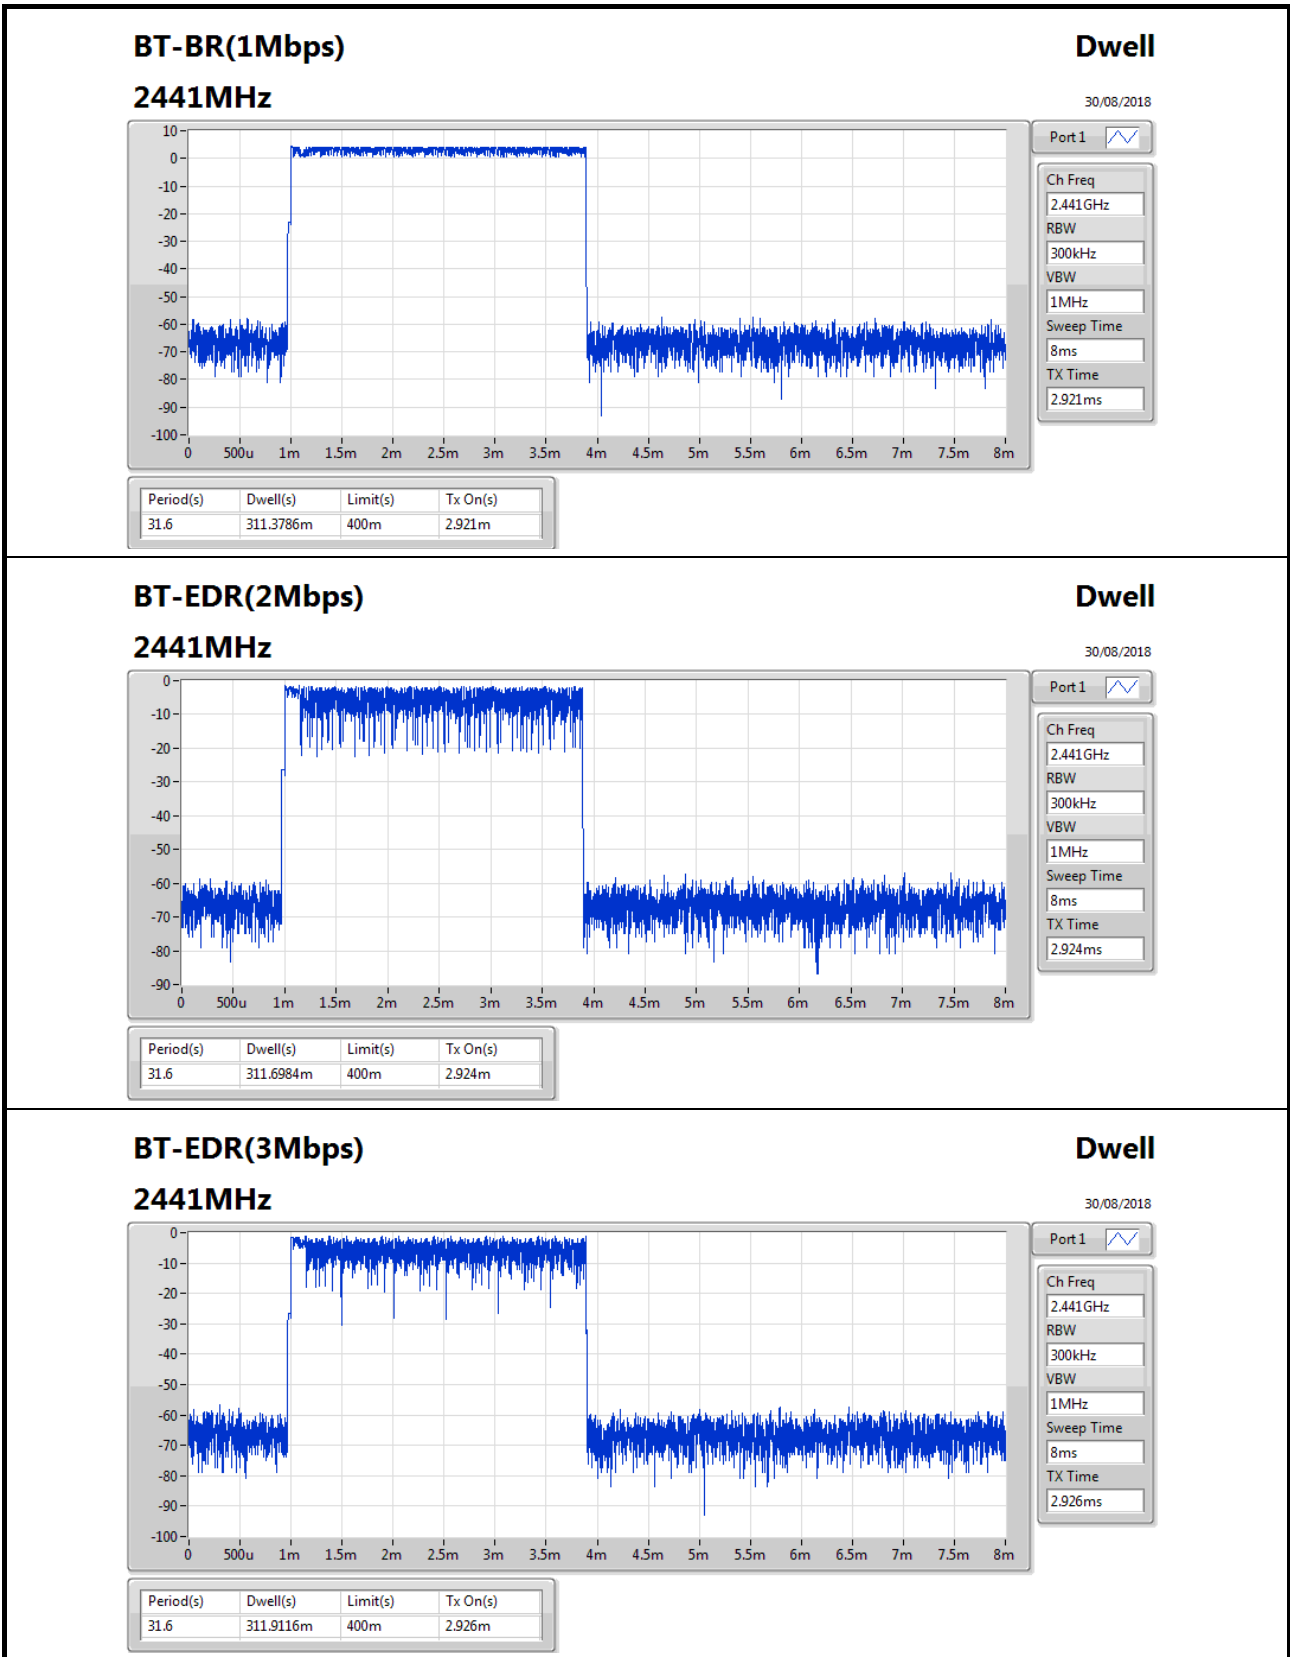 BT-BR(1Mbps) Dwell
2441MHz 30/08/2018
10
0
-10
-20
-30
-40
-50
-60
-70
-80
-90
-100
0 500u 1m 1.5m 2m 2.5m 3m 3.5m 4m 4.5m 5m 5.5m 6m 6.5m 7m 7.5m 8m
Port 1
Ch Freq
2.441GHz
RBW
300kHz
VBW
1MHz
Sweep Time
8ms
TX Time
2.921ms
Period(s) Dwell(s) Limit(s) Tx On(s)
31.6 311.3786m 400m 2.921m
BT-EDR(2Mbps) Dwell
2441MHz 30/08/2018
0
-10
-20
-30
-40
-50
-60
-70
-80
-90
0 500u 1m 1.5m 2m 2.5m 3m 3.5m 4m 4.5m 5m 5.5m 6m 6.5m 7m 7.5m 8m
Port 1
Ch Freq
2.441GHz
RBW
300kHz
VBW
1MHz
Sweep Time
8ms
TX Time
2.924ms
Period(s) Dwell(s) Limit(s) Tx On(s)
31.6 311.6984m 400m 2.924m
BT-EDR(3Mbps) Dwell
2441MHz 30/08/2018
0
-10
-20
-30
-40
-50
-60
-70
-80
-90
-100
0 500u 1m 1.5m 2m 2.5m 3m 3.5m 4m 4.5m 5m 5.5m 6m 6.5m 7m 7.5m 8m
Port 1
Ch Freq
2.441GHz
RBW
300kHz
VBW
1MHz
Sweep Time
8ms
TX Time
2.926ms
Period(s) Dwell(s) Limit(s) Tx On(s)
31.6 311.9116m 400m 2.926m